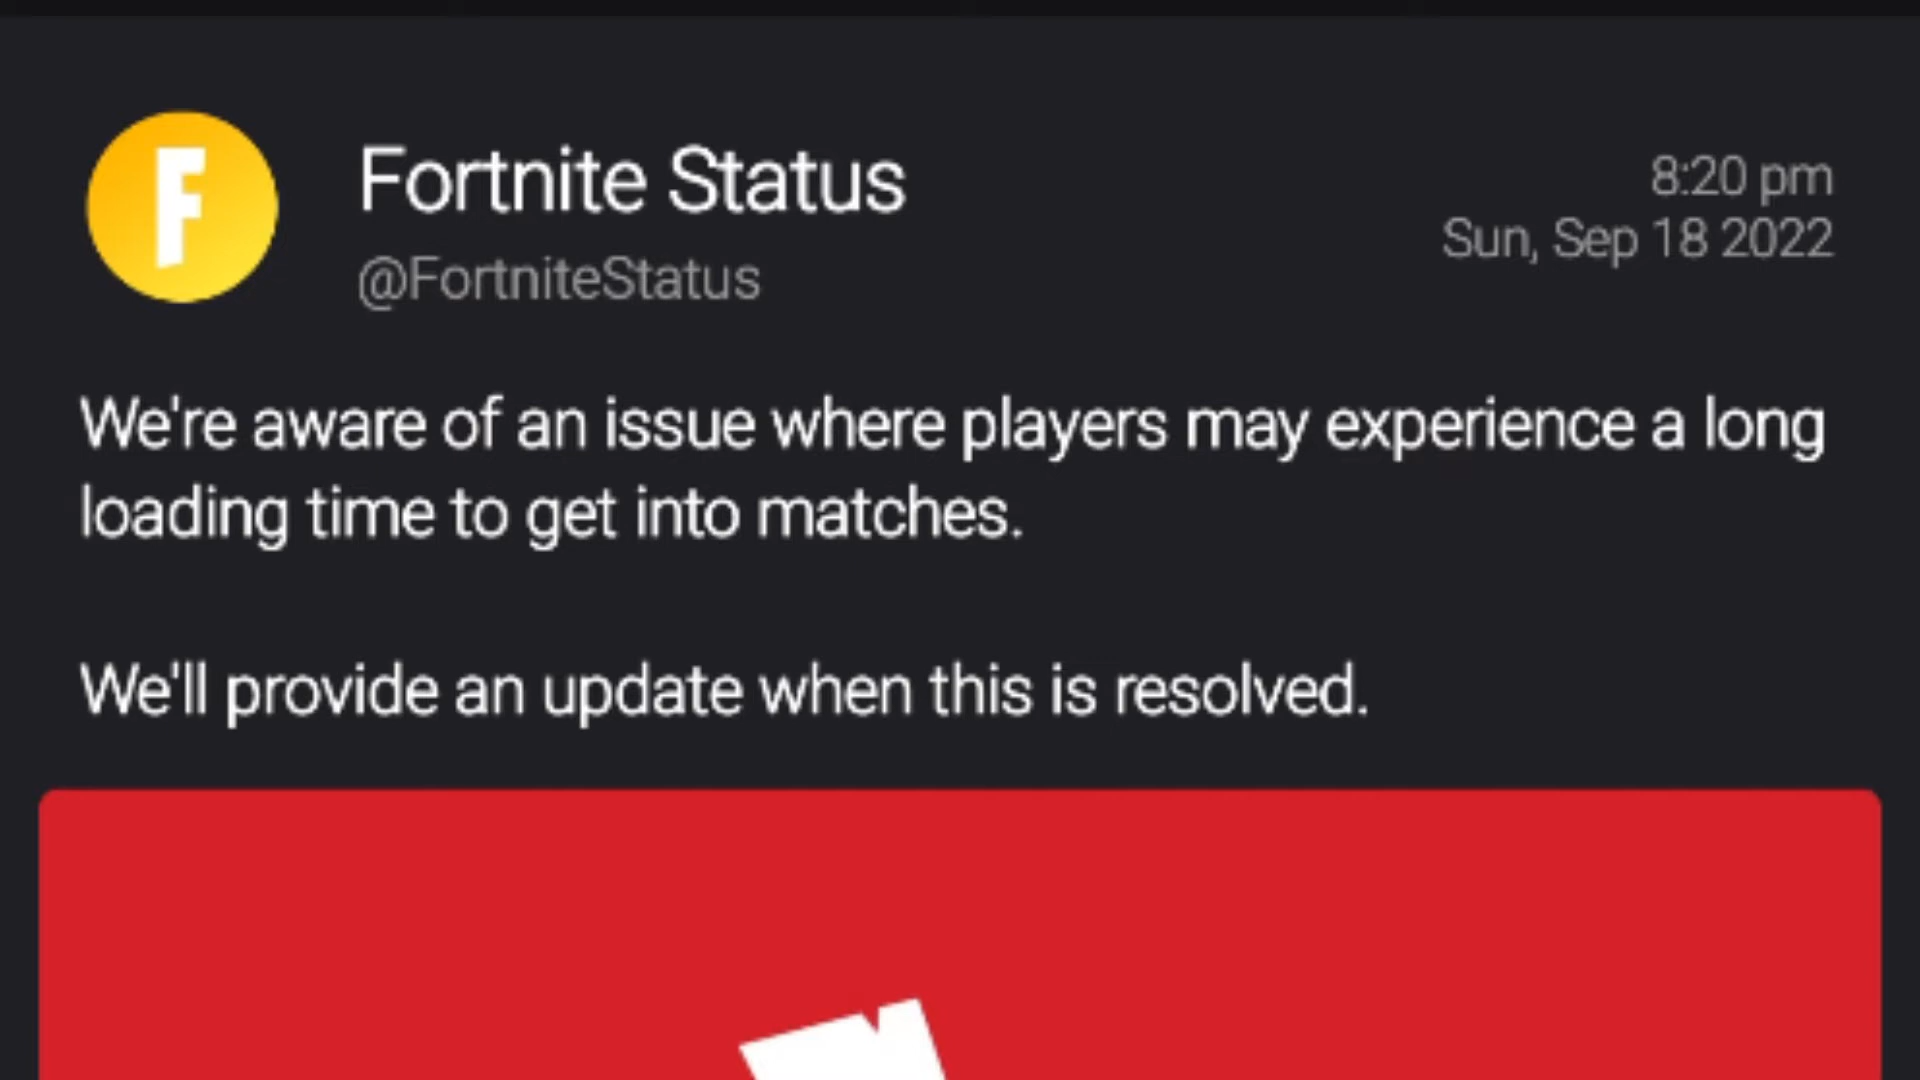 F
Fortnite Status
@FortniteStatus
8:20 pm
Sun, Sep 18 2022
We're aware of an issue where players may experience a long
loading time to get into matches.
We'll provide an update when this is resolved.